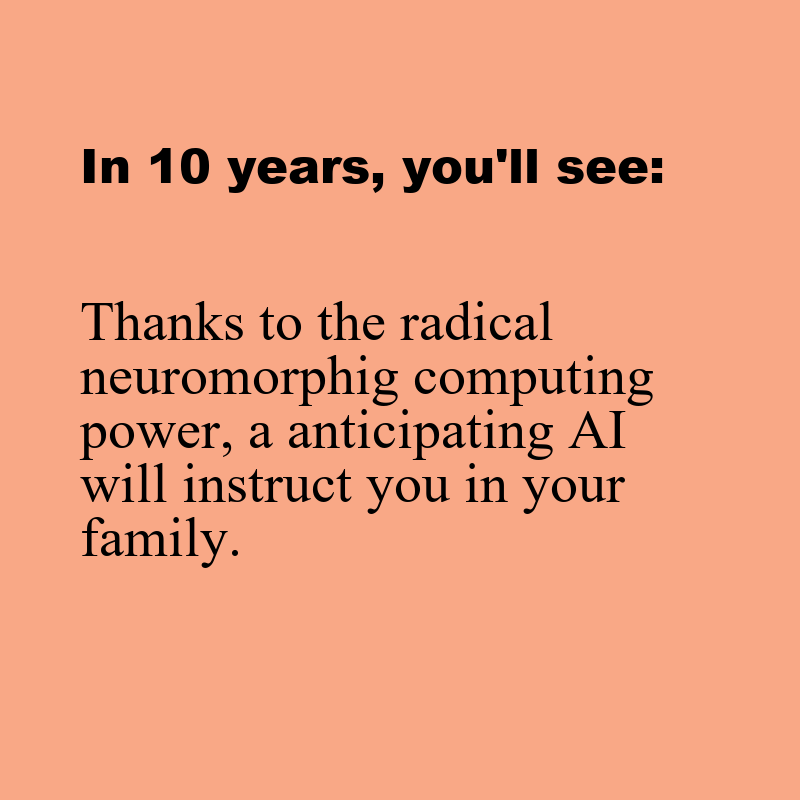 In 10 years, you'll see:
Thanks to the radical
neuromorphig computing
power, a anticipating AI
will instruct you in your
family.